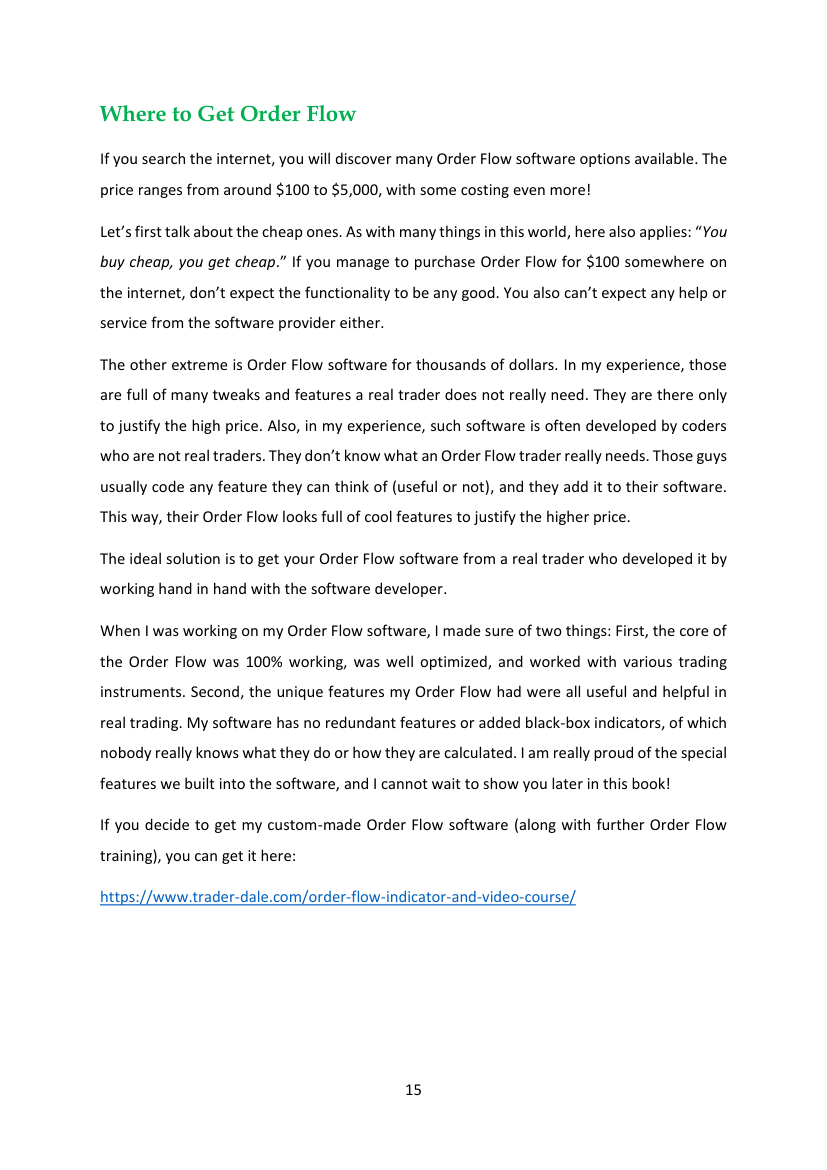 Where to Get Order Flow
If you search the internet, you will discover many Order Flow software options available. The
price ranges from around $100 to $5,000, with some costing even more!
Let’s first talk about the cheap ones. As with many things in this world, here also applies: “You
buy cheap, you get cheap.” If you manage to purchase Order Flow for $100 somewhere on
the internet, don’t expect the functionality to be any good. You also can’t expect any help or
service from the software provider either.
The other extreme is Order Flow software for thousands of dollars. In my experience, those
are full of many tweaks and features a real trader does not really need. They are there only
to justify the high price. Also, in my experience, such software is often developed by coders
who are not real traders. They don’t know what an Order Flow trader really needs. Those guys
usually code any feature they can think of (useful or not), and they add it to their software.
This way, their Order Flow looks full of cool features to justify the higher price.
The ideal solution is to get your Order Flow software from a real trader who developed it by
working hand in hand with the software developer.
When I was working on my Order Flow software, I made sure of two things: First, the core of
the Order Flow was 100% working, was well optimized, and worked with various trading
instruments. Second, the unique features my Order Flow had were all useful and helpful in
real trading. My software has no redundant features or added black-box indicators, of which
nobody really knows what they do or how they are calculated. I am really proud of the special
features we built into the software, and I cannot wait to show you later in this book!
If you decide to get my custom-made Order Flow software (along with further Order Flow
training), you can get it here:
https://www.trader-dale.com/order-flow-indicator-and-video-course/
15